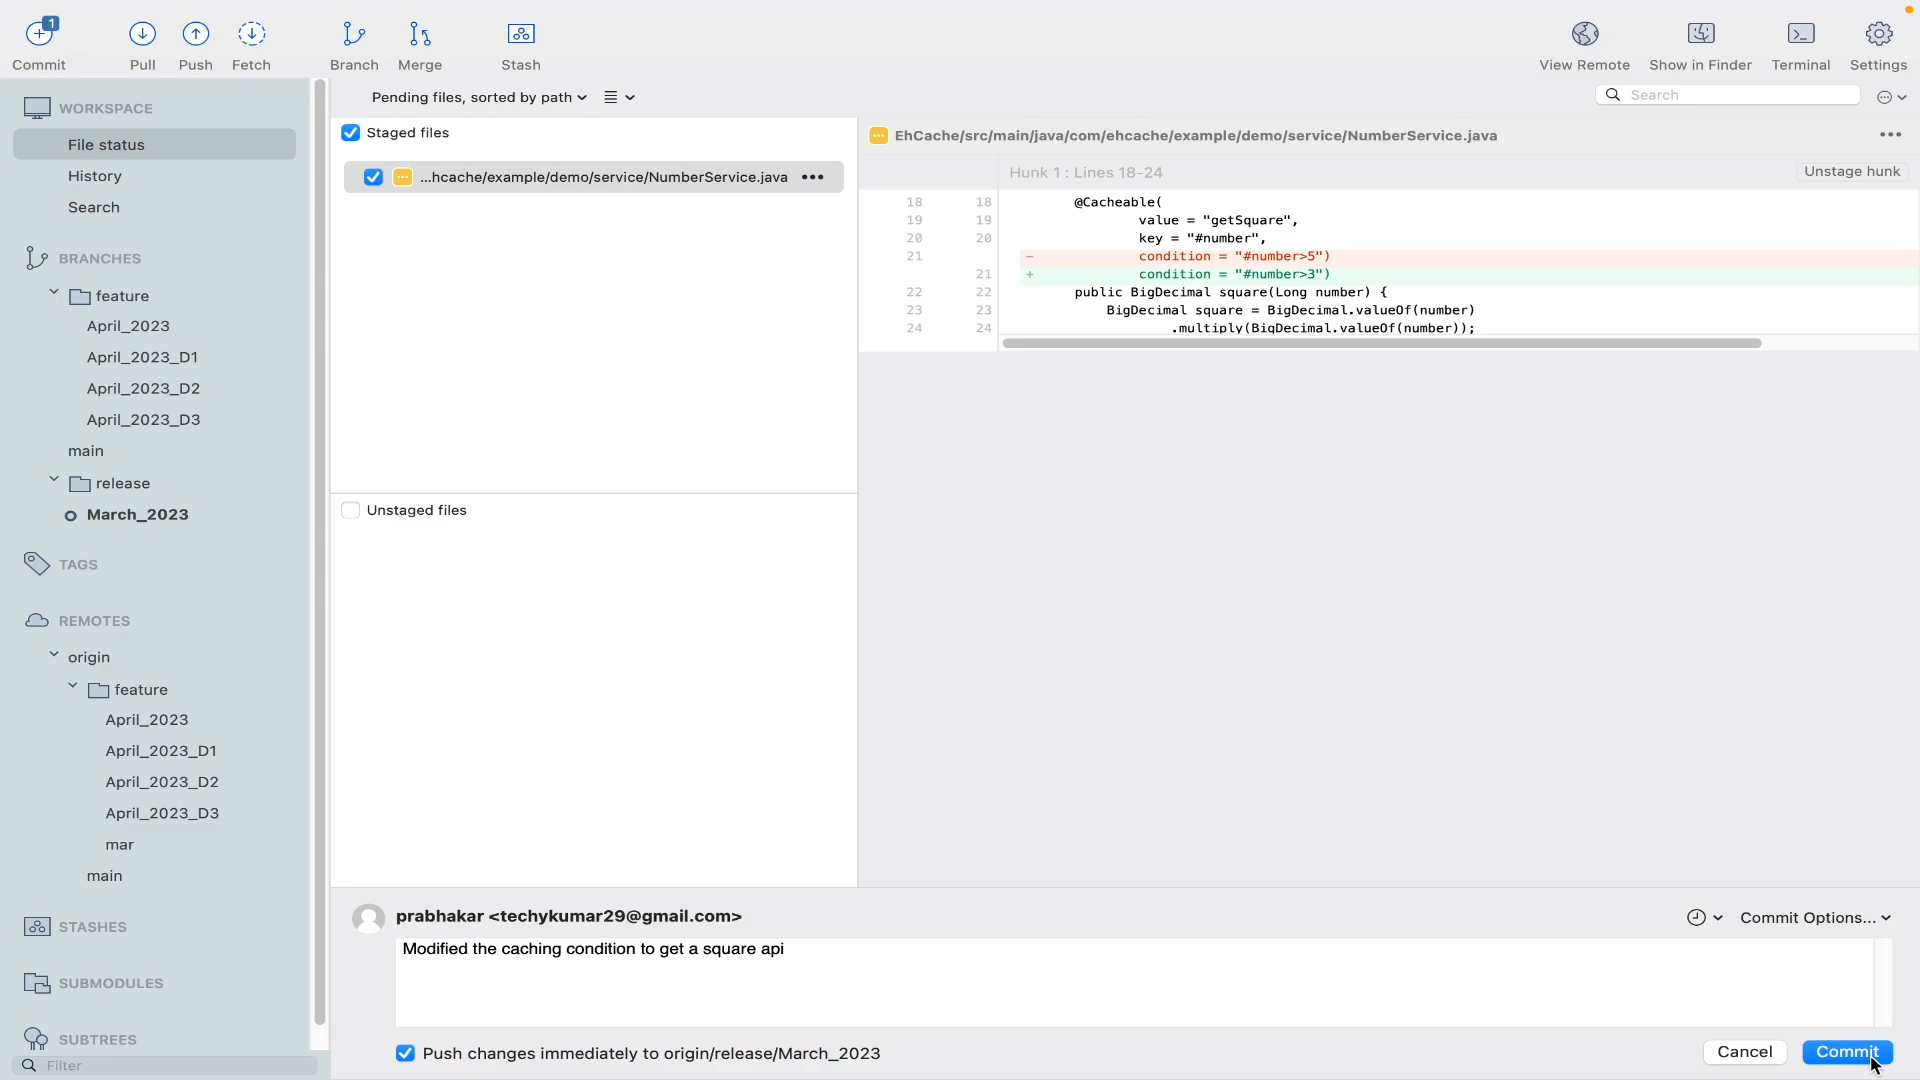 1
Commit
Pull
Push
Fetch
Branch
Merge
Stash
View Remote
Show in Finder
Terminal
Settings
WORKSPACE
File status
History
Search
BRANCHES
feature
April_2023
April_2023_D1
April_2023_D2
April_2023_D3
main
release
March_2023
TAGS
REMOTES
origin
feature
April_2023
April_2023_D1
April_2023_D2
April_2023_D3
mar
main
STASHES
SUBMODULES
SUBTREES
Filter
Pending files, sorted by path
Search
Staged files
...hcache/example/demo/service/NumberService.java
Unstaged files
EhCache/src/main/java/com/ehcache/example/demo/service/NumberService.java
Hunk 1 : Lines 18-24
Unstage hunk
18 18 @Cacheable(
19 19 value = "getSquare",
20 20 key = "#number",
21 - condition = "#number>5")
21 + condition = "#number>3")
22 22 public BigDecimal square(Long number) {
23 23 BigDecimal square = BigDecimal.valueOf(number)
24 24 .multiply(BigDecimal.valueOf(number));
prabhakar <techykumar29@gmail.com>
Commit Options...
Modified the caching condition to get a square api
Push changes immediately to origin/release/March_2023
Cancel
Commit